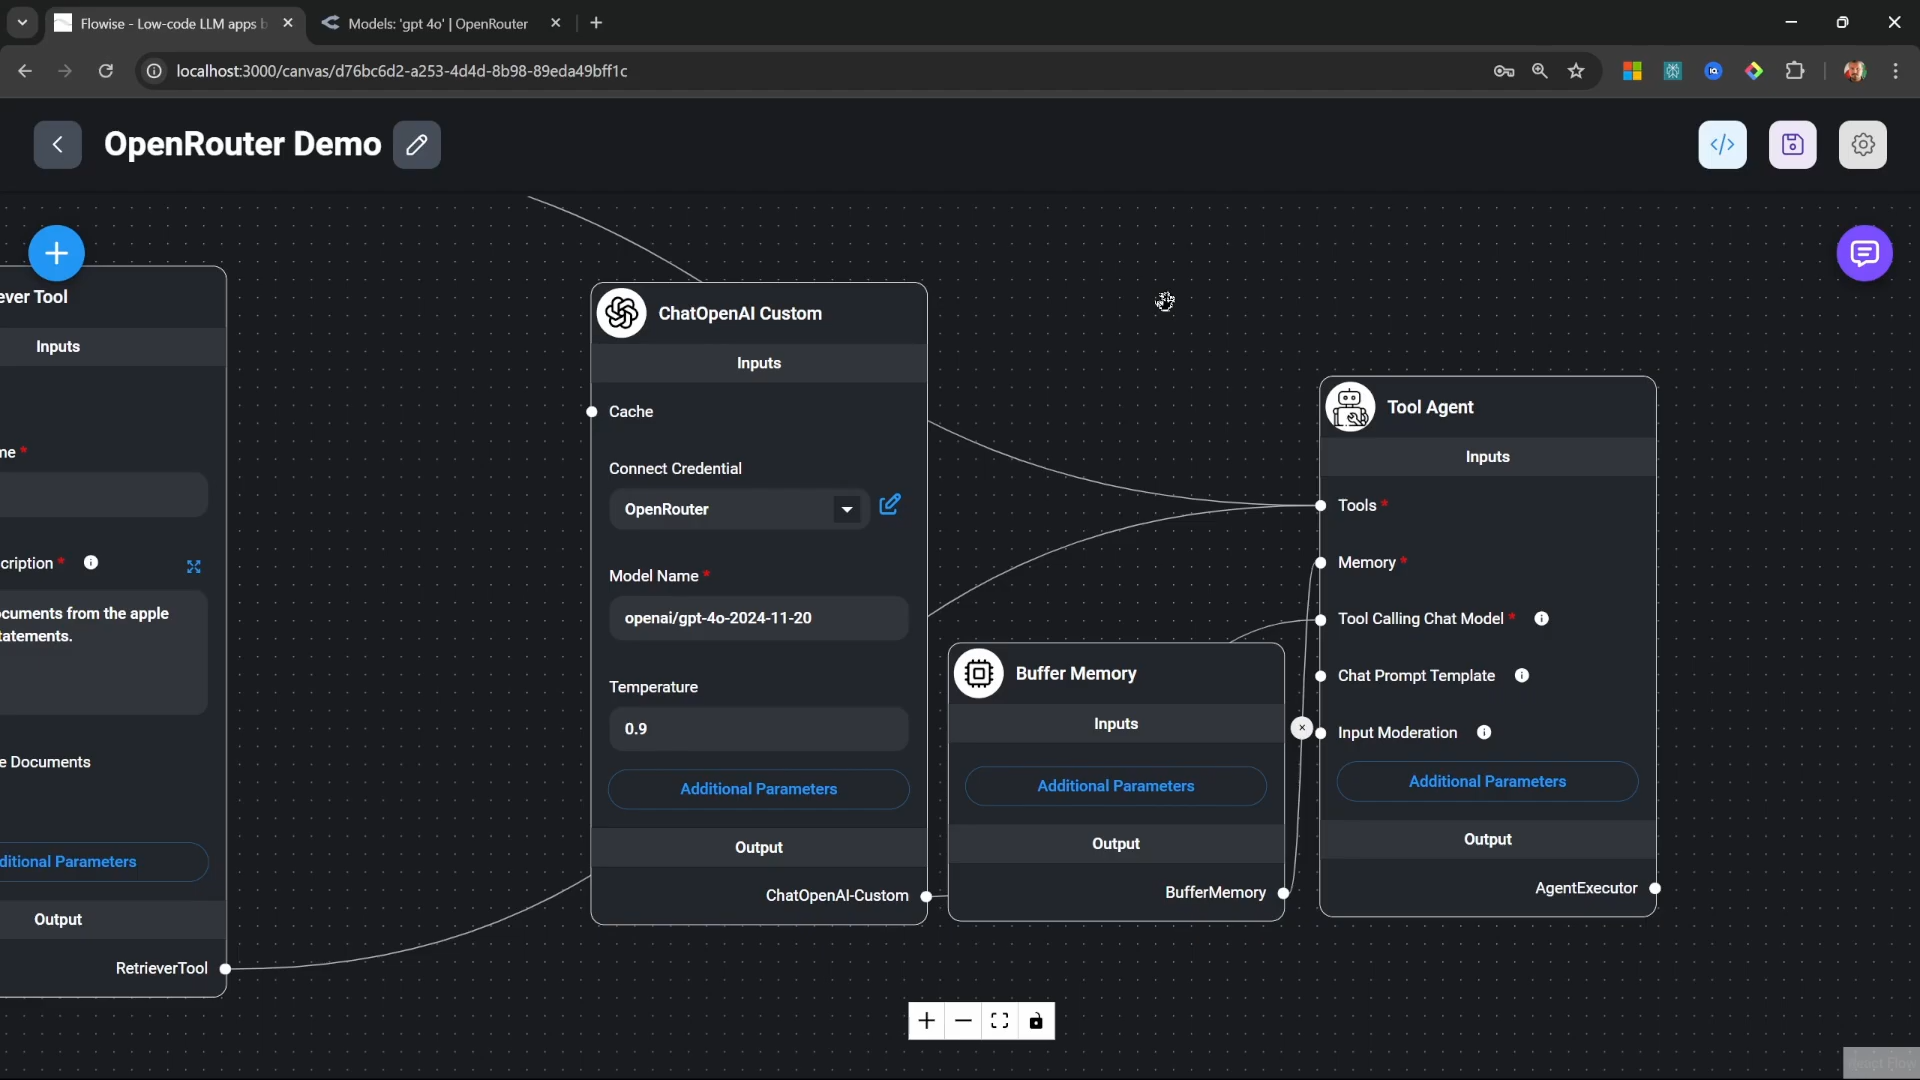 Flowise - Low-code LLM apps b
Models: 'gpt 4o' | OpenRouter
localhost:3000/canvas/d76bc6d2-a253-4d4d-8b98-89eda49bff1c
OpenRouter Demo
ever Tool
Inputs
me *
cription *
ocuments from the apple
tatements.
e Documents
ditional Parameters
Output
RetrieverTool
ChatOpenAI Custom
Inputs
Cache
Connect Credential
OpenRouter
Model Name *
openai/gpt-4o-2024-11-20
Temperature
0.9
Additional Parameters
Output
ChatOpenAI-Custom
Buffer Memory
Inputs
Additional Parameters
Output
BufferMemory
Tool Agent
Inputs
Tools *
Memory *
Tool Calling Chat Model *
Chat Prompt Template
Input Moderation
Additional Parameters
Output
AgentExecutor
React Flow